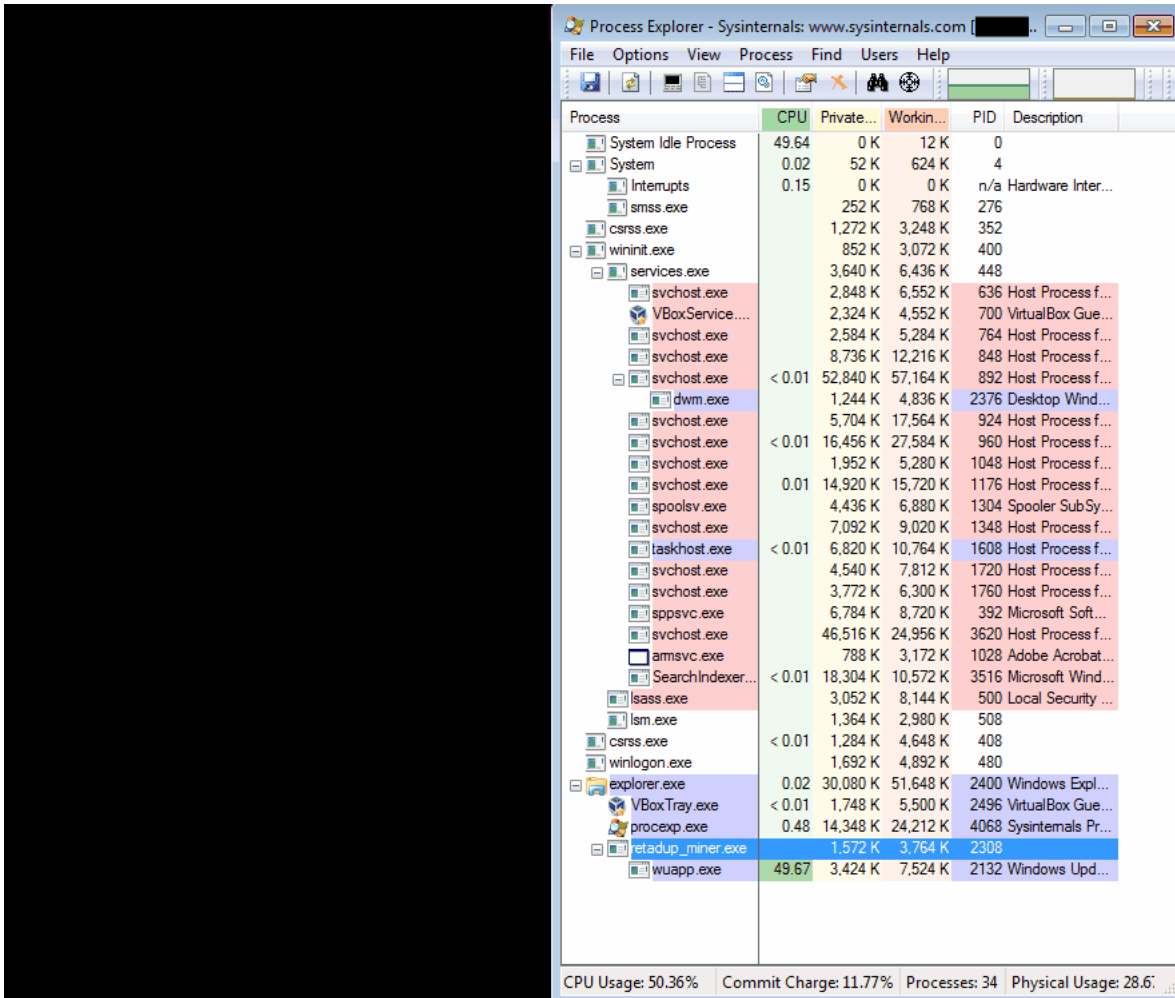 Process Explorer - Sysinternals: www.sysinternals.com [ ..
File Options View Process Find Users Help
Process CPU Private... Workin... PID Description
System Idle Process 49.64 0 K 12 K 0
System 0.02 52 K 624 K 4
Interrupts 0.15 0 K 0 K n/a Hardware Inter...
smss.exe 252 K 768 K 276
csrss.exe 1,272 K 3,248 K 352
wininit.exe 852 K 3,072 K 400
services.exe 3,640 K 6,436 K 448
svchost.exe 2,848 K 6,552 K 636 Host Process f...
VBoxService.... 2,324 K 4,552 K 700 VirtualBox Gue...
svchost.exe 2,584 K 5,284 K 764 Host Process f...
svchost.exe 8,736 K 12,216 K 848 Host Process f...
svchost.exe < 0.01 52,840 K 57,164 K 892 Host Process f...
dwm.exe 1,244 K 4,836 K 2376 Desktop Wind...
svchost.exe 5,704 K 17,564 K 924 Host Process f...
svchost.exe < 0.01 16,456 K 27,584 K 960 Host Process f...
svchost.exe 1,952 K 5,280 K 1048 Host Process f...
svchost.exe 0.01 14,920 K 15,720 K 1176 Host Process f...
spoolsv.exe 4,436 K 6,880 K 1304 Spooler SubSy...
svchost.exe 7,092 K 9,020 K 1348 Host Process f...
taskhost.exe < 0.01 6,820 K 10,764 K 1608 Host Process f...
svchost.exe 4,540 K 7,812 K 1720 Host Process f...
svchost.exe 3,772 K 6,300 K 1760 Host Process f...
sppsvc.exe 6,784 K 8,720 K 392 Microsoft Soft...
svchost.exe 46,516 K 24,956 K 3620 Host Process f...
armsvc.exe 788 K 3,172 K 1028 Adobe Acrobat...
SearchIndexer... < 0.01 18,304 K 10,572 K 3516 Microsoft Wind...
lsass.exe 3,052 K 8,144 K 500 Local Security ...
lsm.exe 1,364 K 2,980 K 508
csrss.exe < 0.01 1,284 K 4,648 K 408
winlogon.exe 1,692 K 4,892 K 480
explorer.exe 0.02 30,080 K 51,648 K 2400 Windows Expl...
VBoxTray.exe < 0.01 1,748 K 5,500 K 2496 VirtualBox Gue...
procexp.exe 0.48 14,348 K 24,212 K 4068 Sysinternals Pr...
retadup_miner.exe 1,572 K 3,764 K 2308
wuapp.exe 49.67 3,424 K 7,524 K 2132 Windows Upd...
CPU Usage: 50.36% Commit Charge: 11.77% Processes: 34 Physical Usage: 28.6